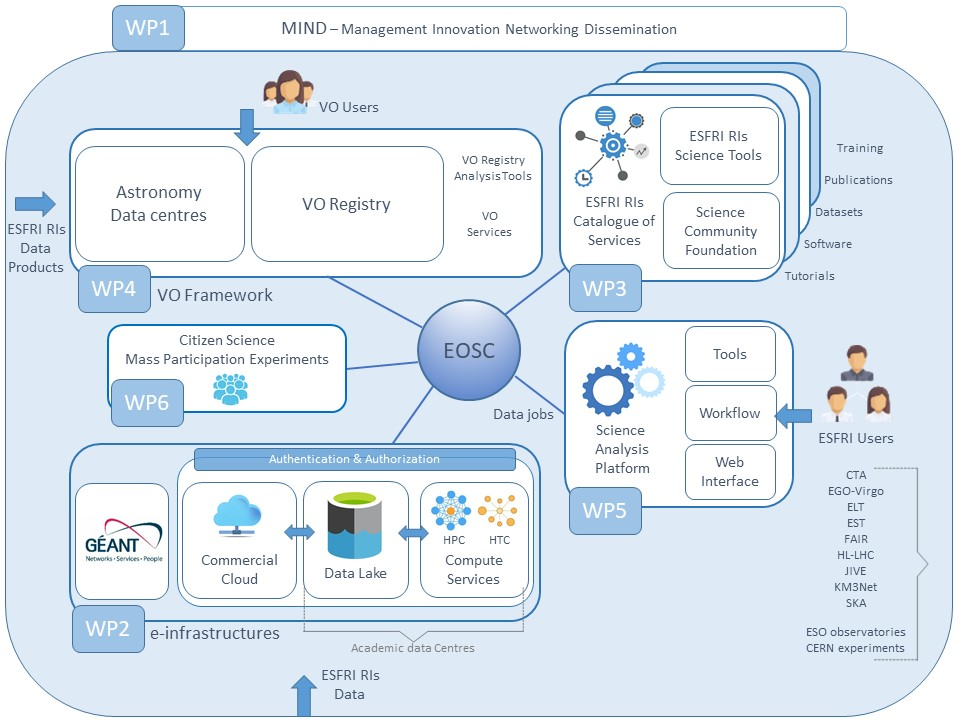 WP1
MIND – Management Innovation Networking Dissemination
VO Users
Astronomy
Data centres
VO Registry
VO Registry
AnalysisTools
VO
Services
ESFRI RIs
Data
Products
WP4
VO Framework
ESFRI RIs
Catalogue of
Services
ESFRI RIs
Science Tools
Science
Community
Foundation
WP3
Training
Publications
Datasets
Software
Tutorials
EOSC
Citizen Science
Mass Participation Experiments
WP6
Data jobs
Science
Analysis
Platform
Tools
Workflow
Web
Interface
WP5
ESFRI Users
CTA
EGO-Virgo
ELT
EST
FAIR
HL-LHC
JIVE
KM3Net
SKA
ESO observatories
CERN experiments
Authentication & Authorization
GÉANT
Networks • Services • People
Commercial
Cloud
Data Lake
HPC
HTC
Compute
Services
WP2
e-infrastructures
Academic data Centres
ESFRI RIs
Data